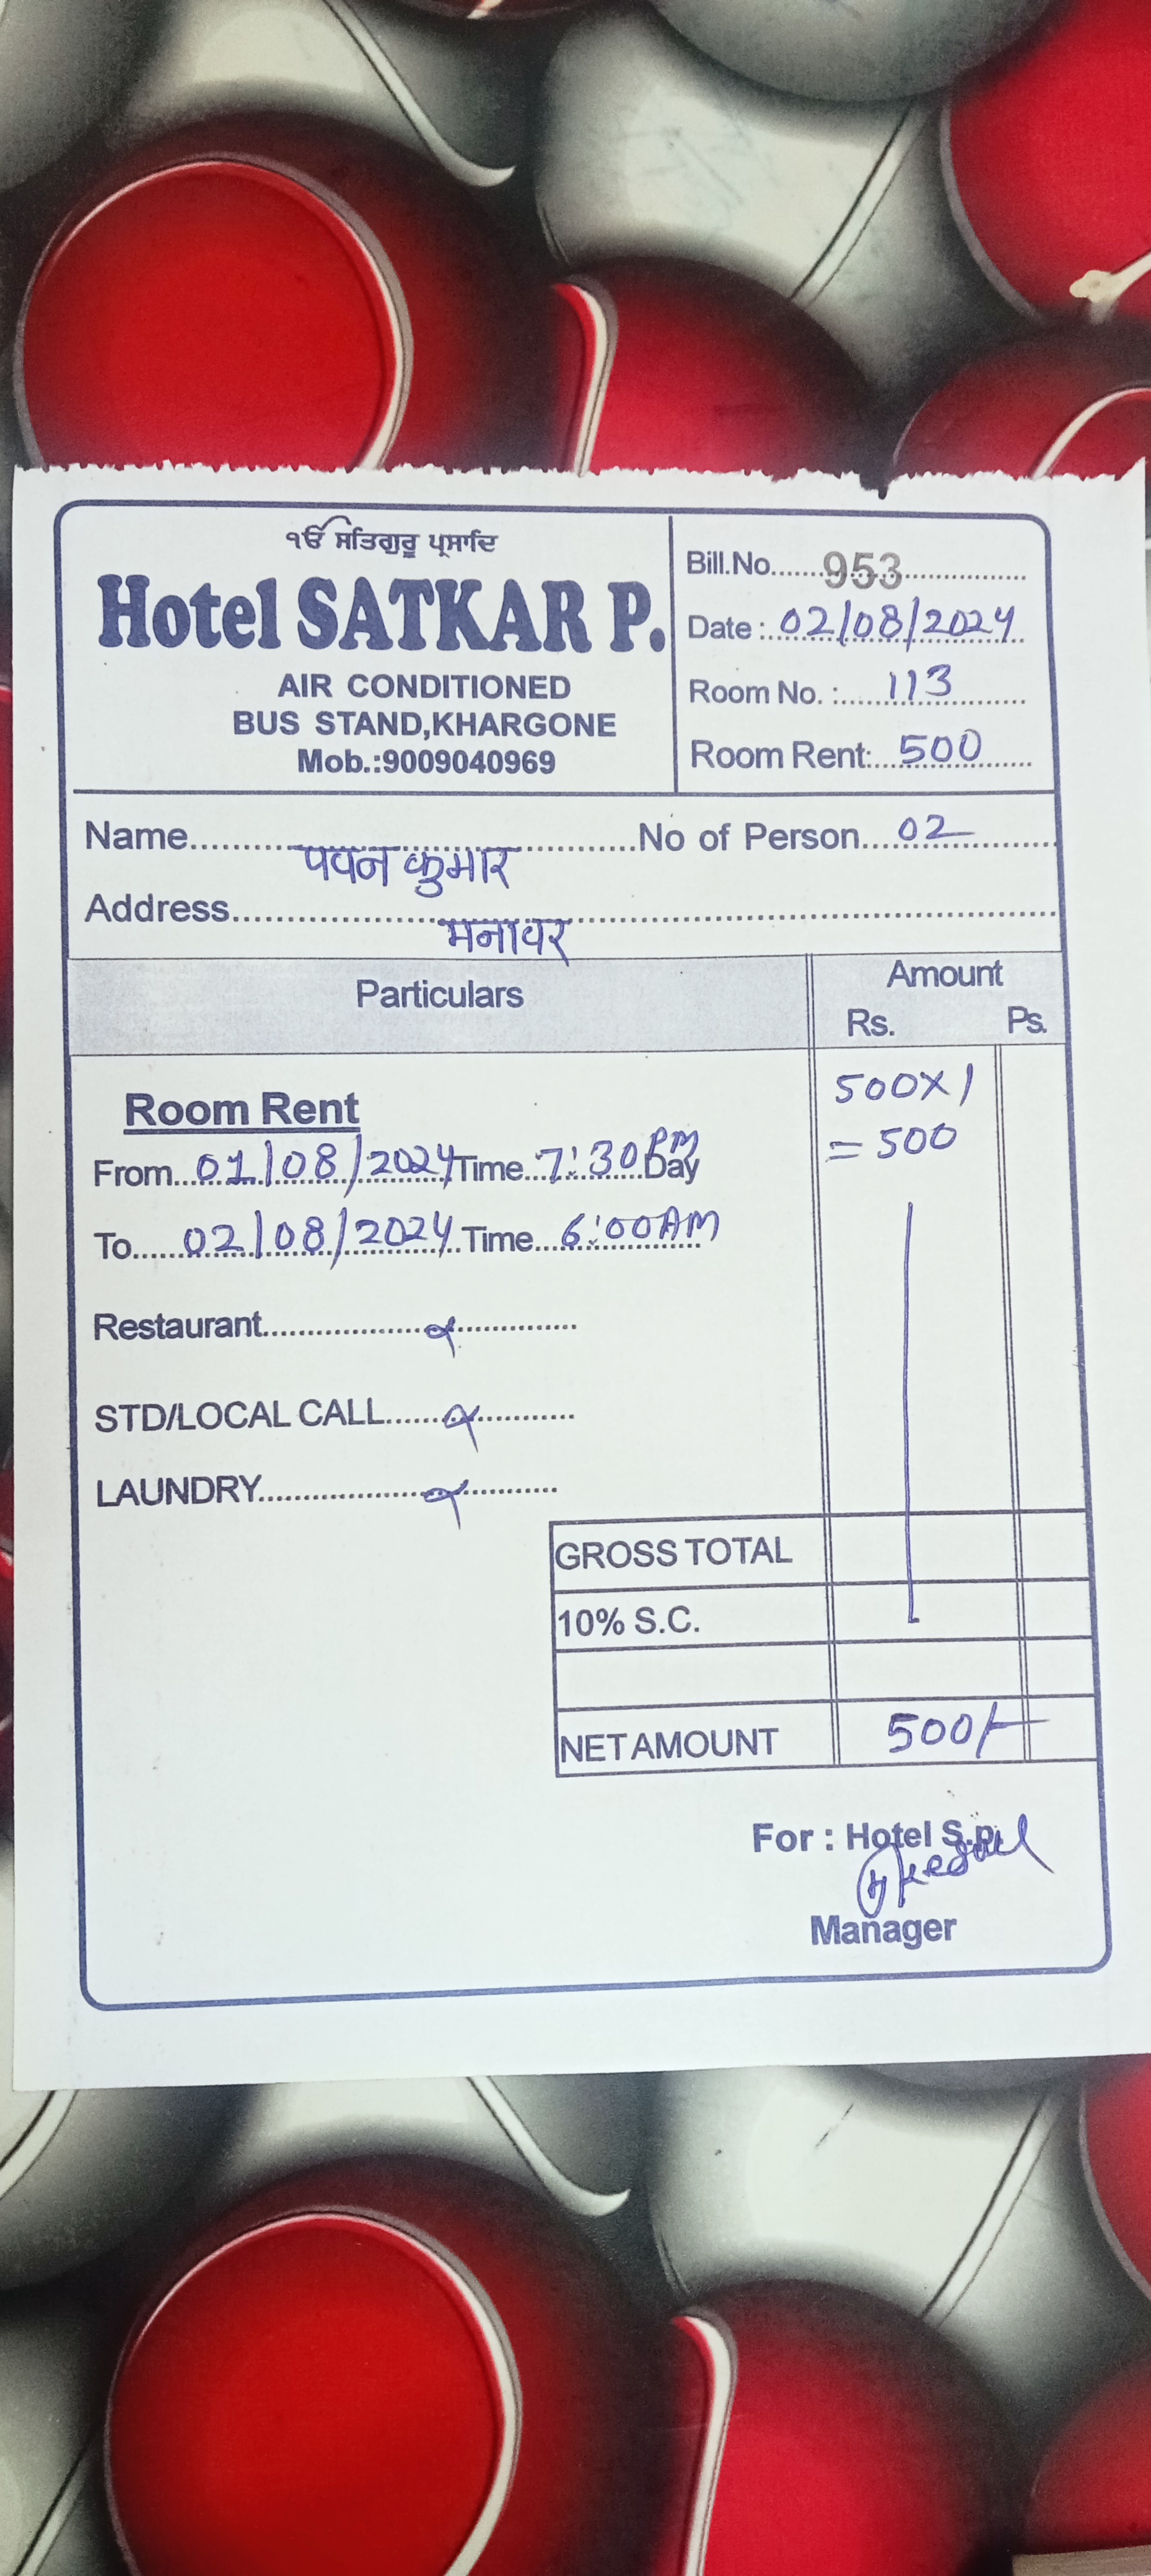 ੴ ਸਤਿਗੁਰੂ ਪ੍ਰਸਾਦਿ
Hotel SATKAR P.
AIR CONDITIONED
BUS STAND,KHARGONE
Mob.:9009040969
Bill.No.......953................
Date:..02/08/2024
Room No. :......113............
Room Rent:...500........
Name.................पवन कुमार.................No of Person....02............
Address.......................मनावर.......................
Particulars
Amount
Rs. Ps.
Room Rent
500x1
From...01/08/2024 Time..7:30PM Day
= 500
To......02/08/2024..Time...6:00AM
Restaurant.....................................
STD/LOCAL CALL......................
LAUNDRY....................................
GROSS TOTAL
10% S.C.
NET AMOUNT 500/-
For : Hotel S.p.
Manager